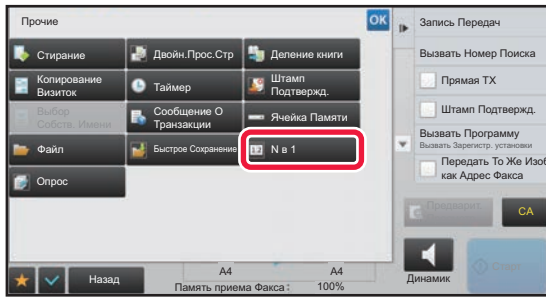 Прочие
OK
Стирание
Двойн.Прос.Стр
Деление книги
Копирование
Визиток
Таймер
Штамп
Подтвержд.
Выбор
Собств. Имени
Сообщение О
Транзакции
Ячейка Памяти
Файл
Быстрое Сохранение
N в 1
Опрос
Назад
A4
A4
Память приема Факса:
100%
Запись Передач
Вызвать Номер Поиска
Прямая TX
Штамп Подтвержд.
Вызвать Программу
Вызвать Зарегистр. установки
Передать То Же Изоб
как Адрес Факса
Предварит.
CA
Динамик
Старт